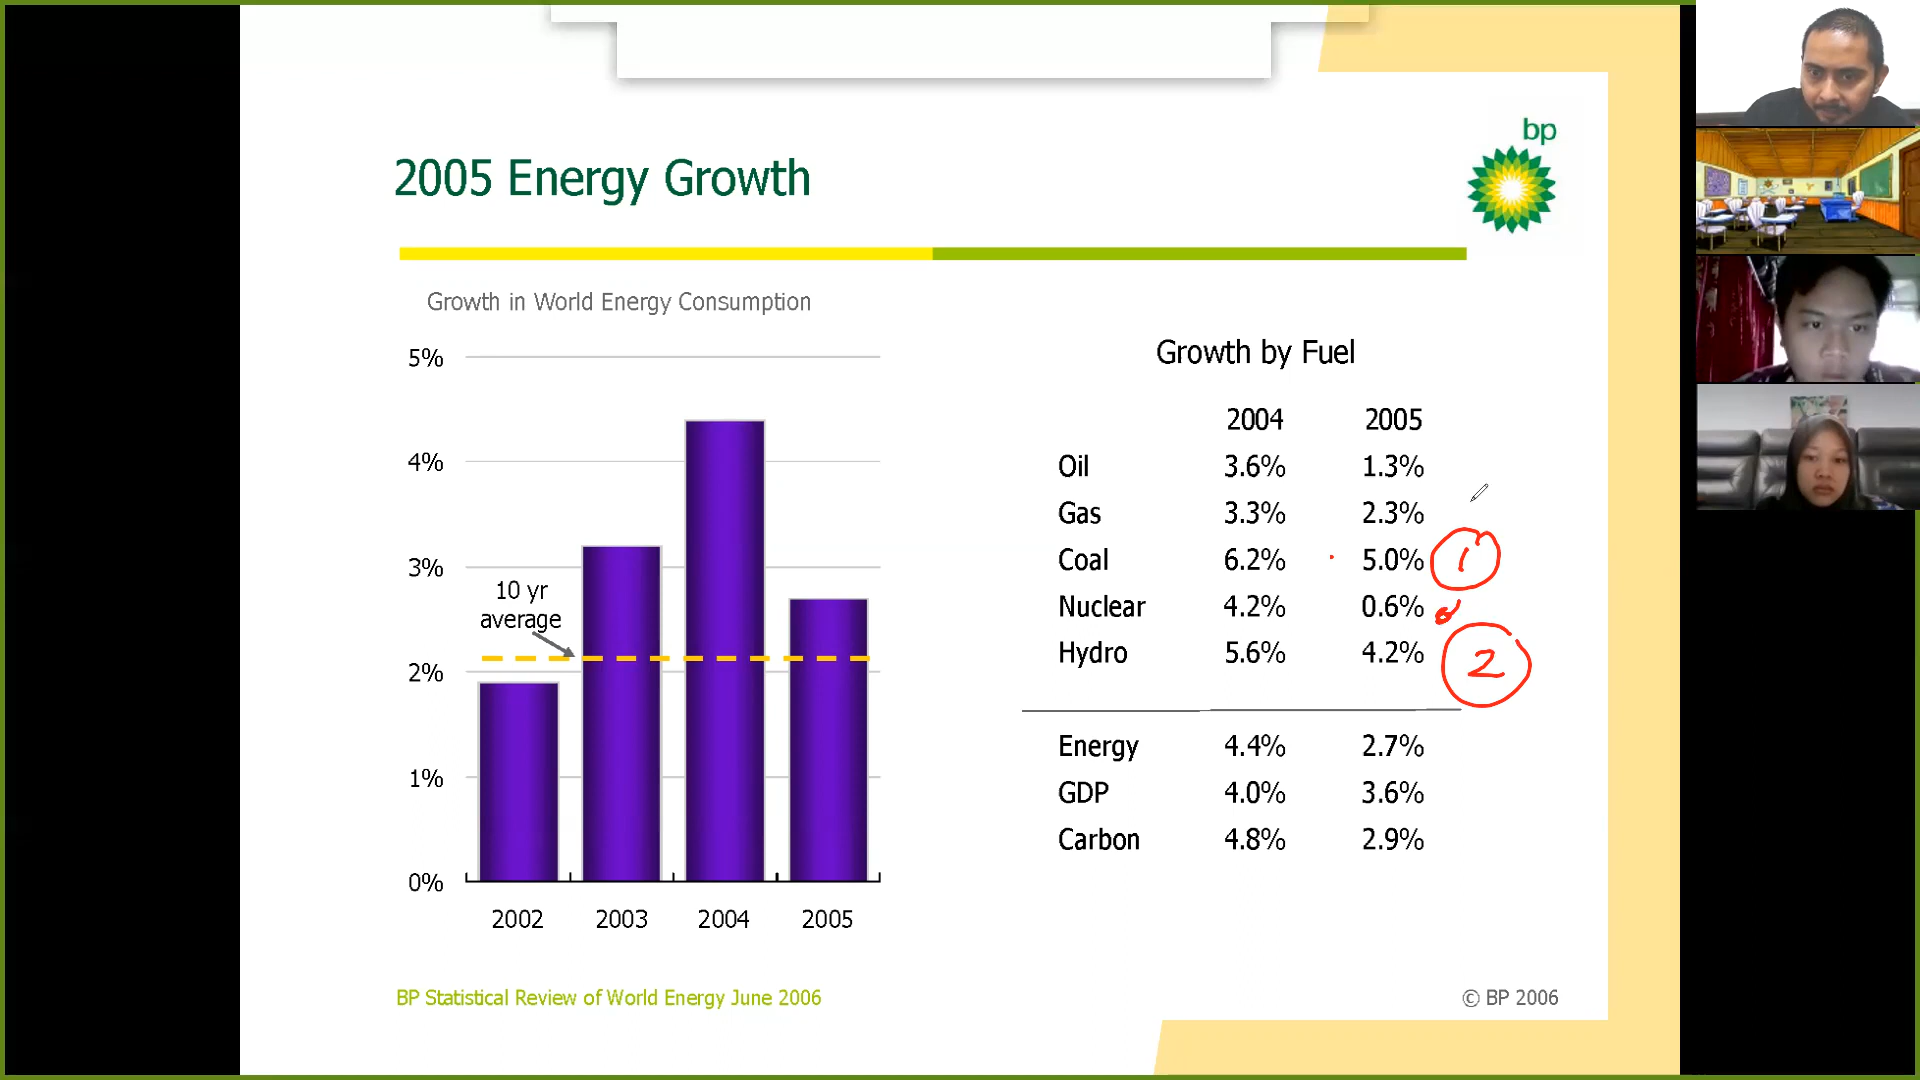 bp
2005 Energy Growth
Growth in World Energy Consumption
5%
4%
3%
2%
1%
0%
10 yr
average
2002 2003 2004 2005
Growth by Fuel
2004 2005
Oil 3.6% 1.3%
Gas 3.3% 2.3%
Coal 6.2% 5.0% 1
Nuclear 4.2% 0.6%
Hydro 5.6% 4.2% 2
Energy 4.4% 2.7%
GDP 4.0% 3.6%
Carbon 4.8% 2.9%
BP Statistical Review of World Energy June 2006
© BP 2006